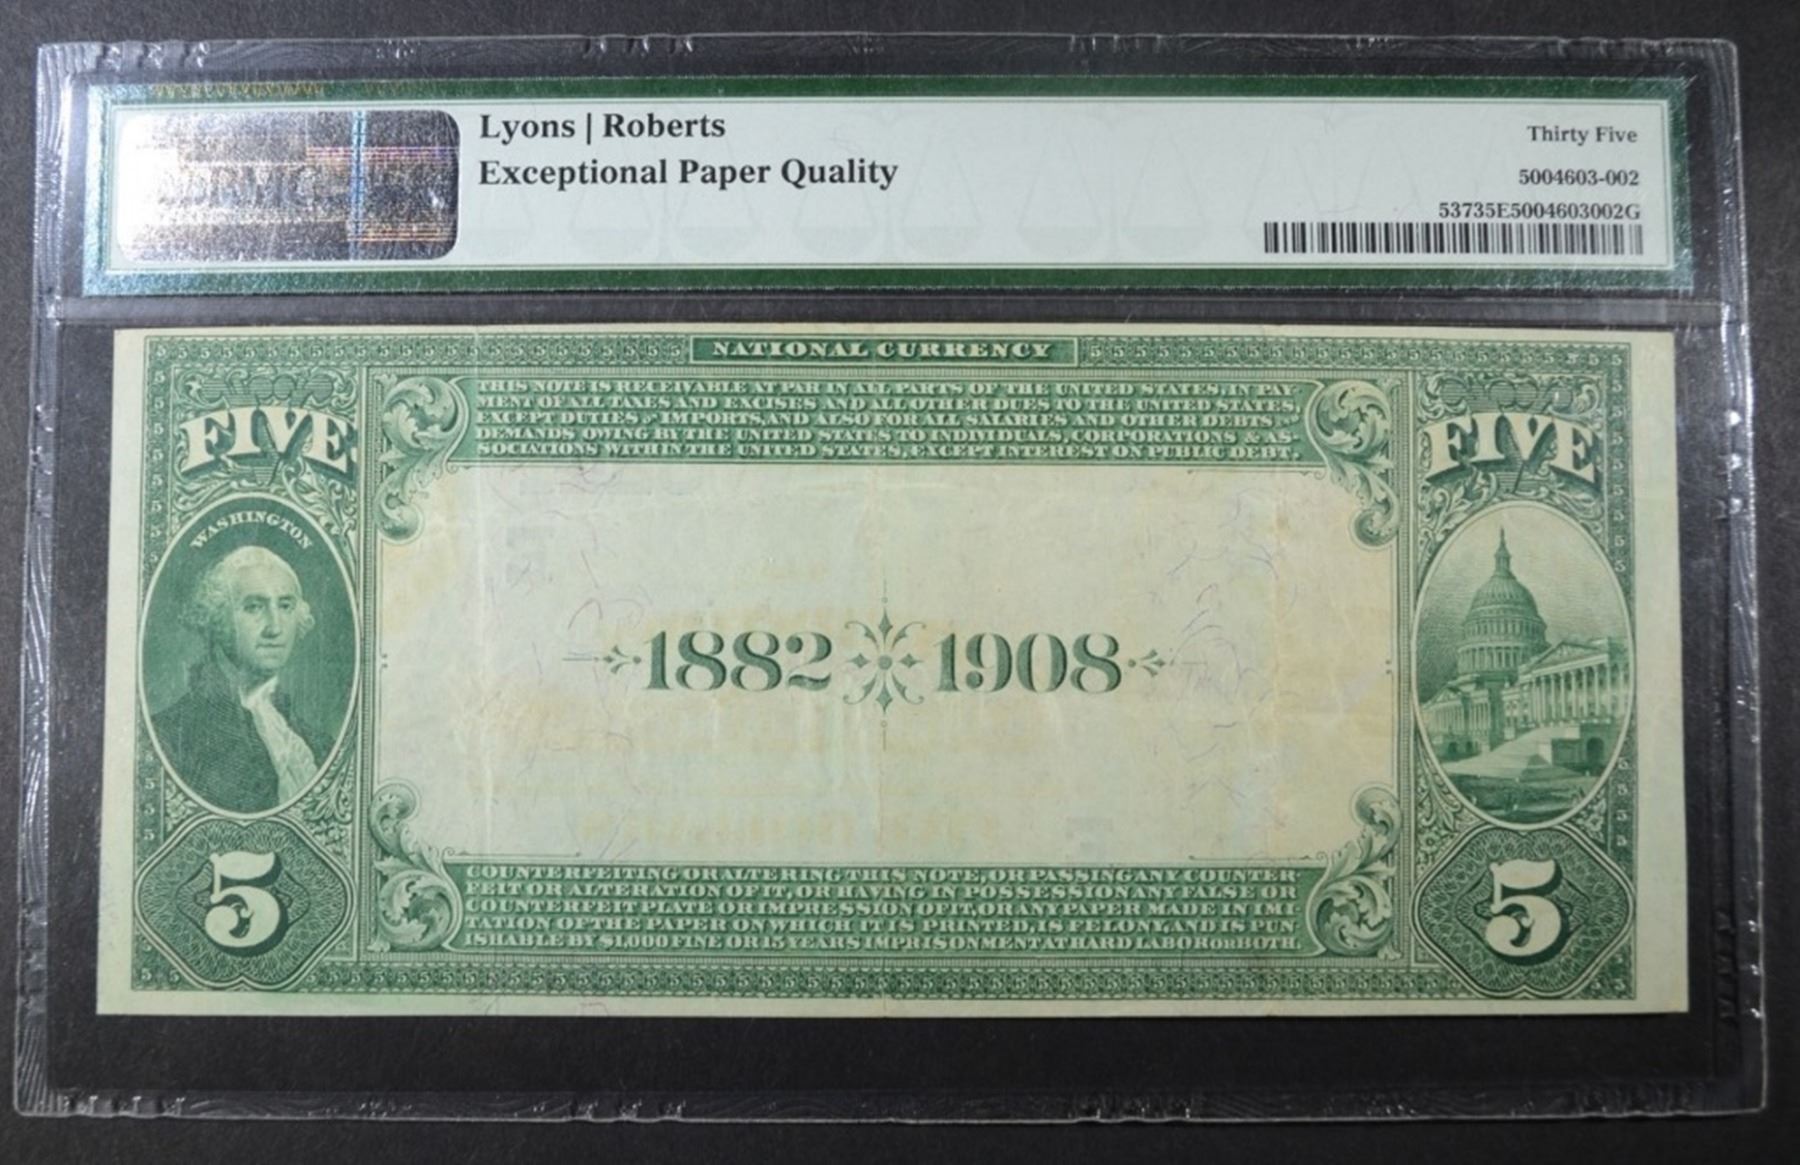 Lyons | Roberts
Exceptional Paper Quality
Thirty Five
5004603-002
53735E5004603002G
NATIONAL CURRENCY
THIS NOTE IS RECEIVABLE AT PAR IN ALL PARTS OF THE UNITED STATES, IN PAY-
MENT OF ALL TAXES AND EXCISES AND ALL OTHER DUES TO THE UNITED STATES,
EXCEPT DUTIES ON IMPORTS, AND ALSO FOR ALL SALARIES AND OTHER DEBTS &
DEMANDS OWING BY THE UNITED STATES TO INDIVIDUALS, CORPORATIONS & AS-
SOCIATIONS WITHIN THE UNITED STATES, EXCEPT INTEREST ON PUBLIC DEBT.
FIVE
FIVE
WASHINGTON
1882 1908
5
5
COUNTERFEITING OR ALTERING THIS NOTE, OR PASSING ANY COUNTER
FEIT OR ALTERATION OF IT, OR HAVING IN POSSESSION ANY FALSE OR
COUNTERFEIT PLATE OR IMPRESSION OF IT, OR ANY PAPER MADE IN IMI
TATION OF THE PAPER ON WHICH IT IS PRINTED, IS FELONY, AND IS PUN
ISHABLE BY $1,000 FINE OR 15 YEARS IMPRISONMENT AT HARD LABOR OR BOTH.